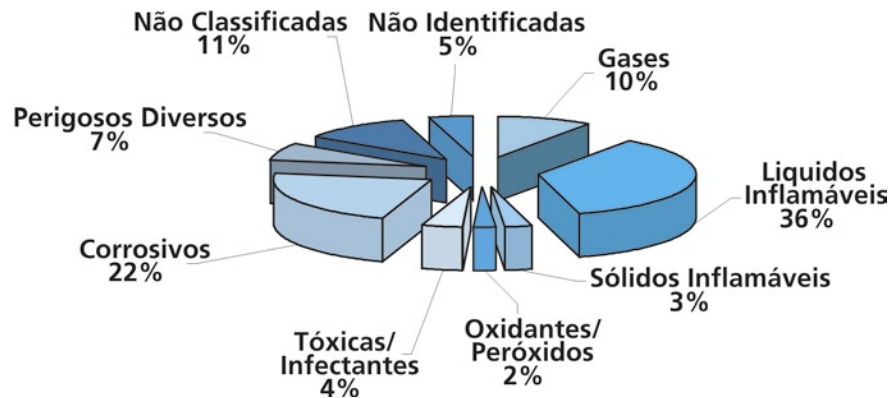 Não Classificadas
11%
Não Identificadas
5%
Gases
10%
Perigosos Diversos
7%
Liquidos
Inflamáveis
36%
Corrosivos
22%
Sólidos Inflamáveis
3%
Tóxicas/
Infectantes
4%
Oxidantes/
Peróxidos
2%